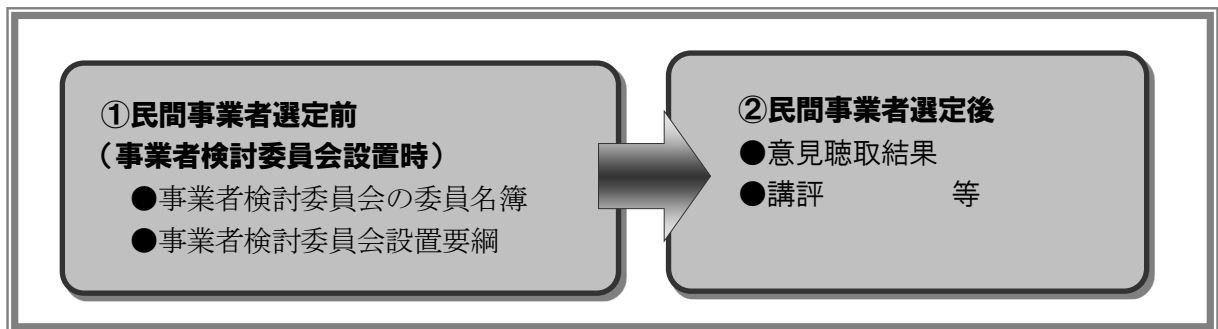 ①民間事業者選定前
（事業者検討委員会設置時）
●事業者検討委員会の委員名簿
●事業者検討委員会設置要綱
②民間事業者選定後
●意見聴取結果
●講評　　　　等